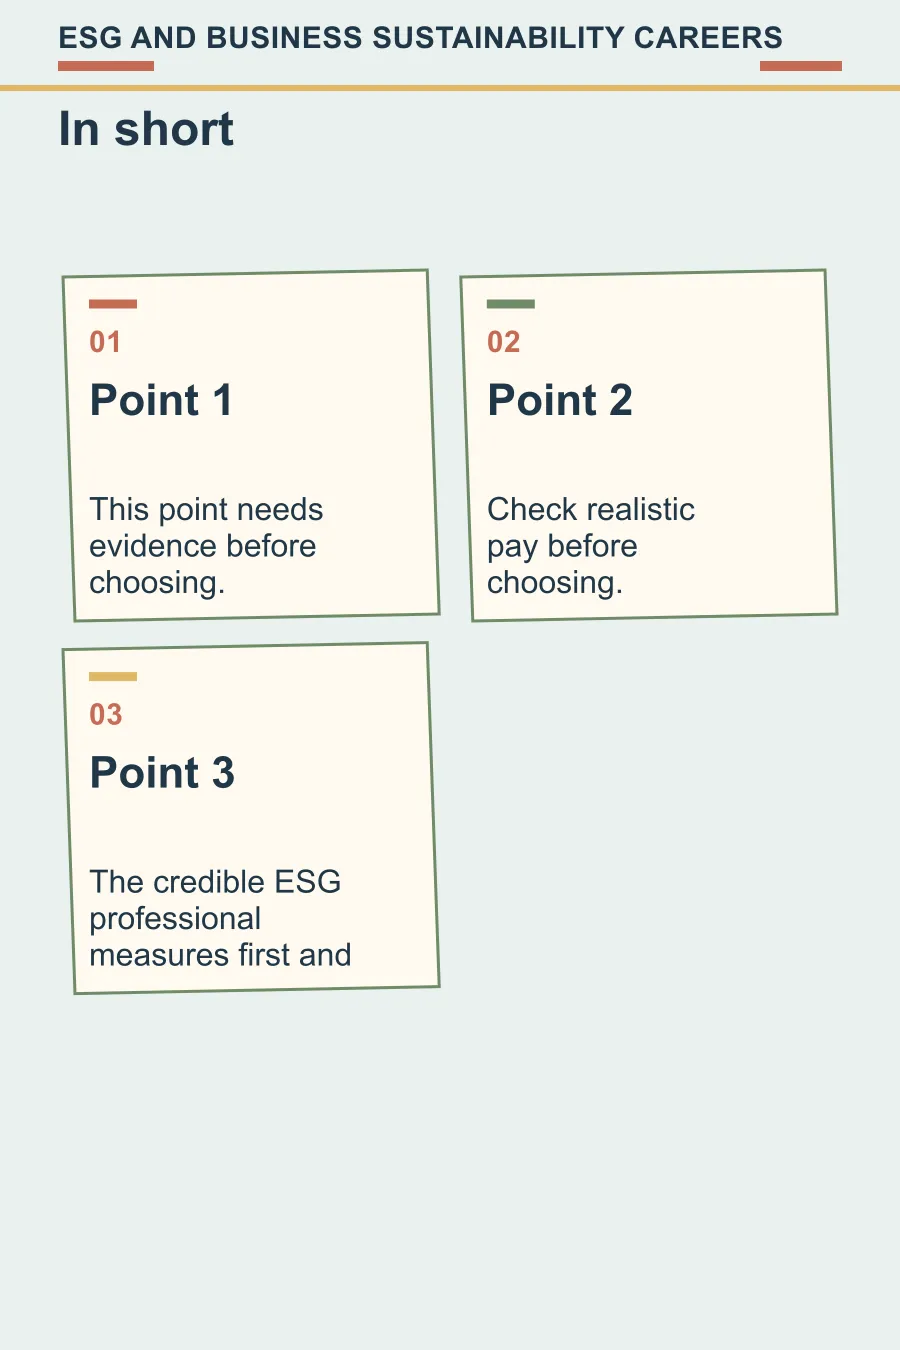 ESG AND BUSINESS SUSTAINABILITY CAREERS
In short
01
Point 1
This point needs
evidence before
choosing.
02
Point 2
Check realistic
pay before
choosing.
03
Point 3
The credible ESG
professional
measures first and